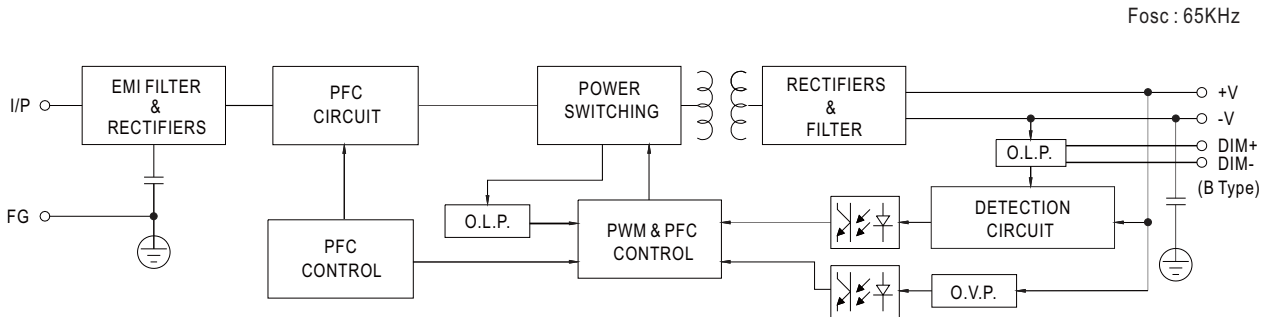 Fosc : 65KHz
I/P
EMI FILTER
&
RECTIFIERS
PFC
CIRCUIT
POWER
SWITCHING
RECTIFIERS
&
FILTER
+V
-V
O.L.P.
DIM+
DIM-
(B Type)
FG
O.L.P.
PFC
CONTROL
PWM & PFC
CONTROL
DETECTION
CIRCUIT
O.V.P.